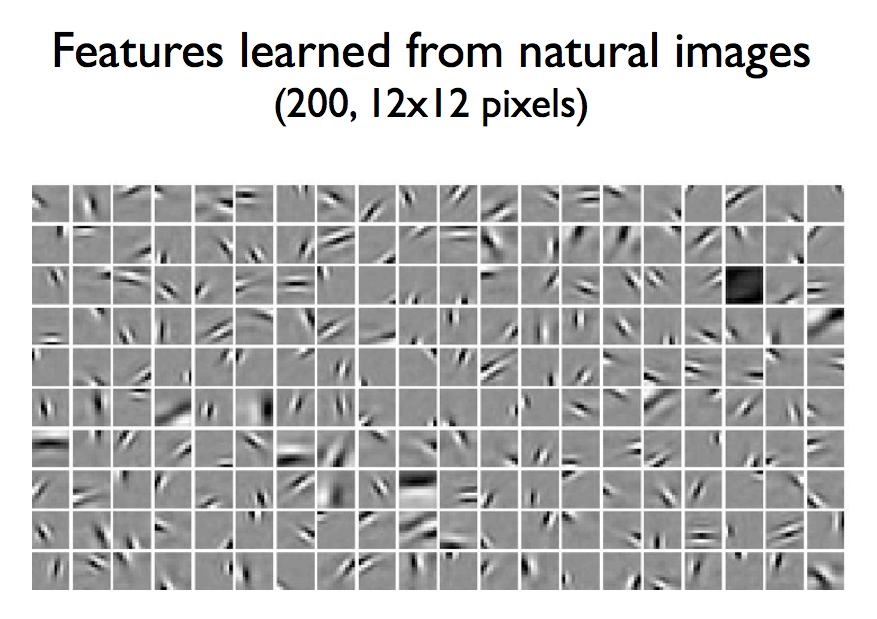 Features learned from natural images
(200, 12x12 pixels)